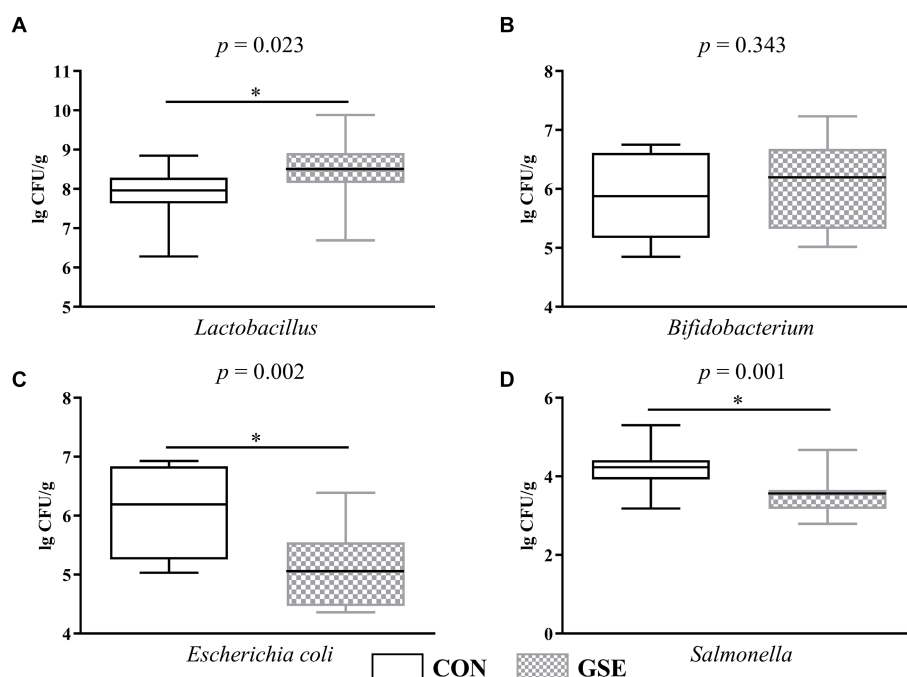 A
p = 0.023
lg CFU/g
11
10
9
8
7
6
5
*
Lactobacillus
B
p = 0.343
lg CFU/g
8
7
6
5
4
Bifidobacterium
C
p = 0.002
lg CFU/g
8
7
6
5
4
*
Escherichia coli
D
p = 0.001
lg CFU/g
6
4
2
0
*
Salmonella
CON
GSE